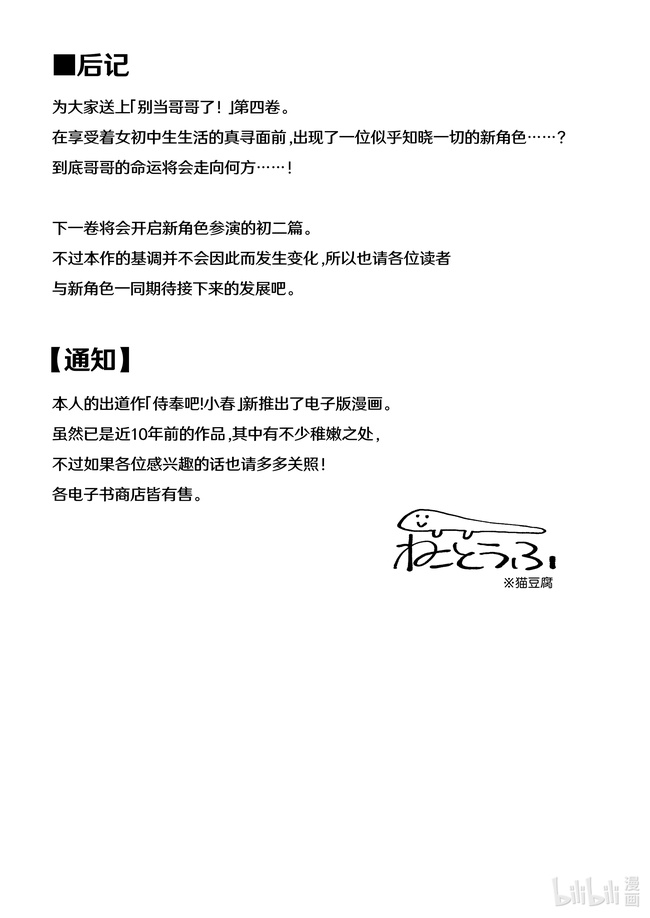 ■后记
为大家送上「别当哥哥了!」第四卷。
在享受着女初中生生活的真寻面前,出现了一位似乎知晓一切的新角色……?
到底哥哥的命运将会走向何方……!
下一卷将会开启新角色参演的初二篇。
不过本作的基调并不会因此而发生变化,所以也请各位读者
与新角色一同期待接下来的发展吧。
【通知】
本人的出道作「侍奉吧!小春」新推出了电子版漫画。
虽然已是近10年前的作品,其中有不少稚嫩之处,
不过如果各位感兴趣的话也请多多关照!
各电子书商店皆有售。
ねことうふ
※猫豆腐
bilibili 漫画